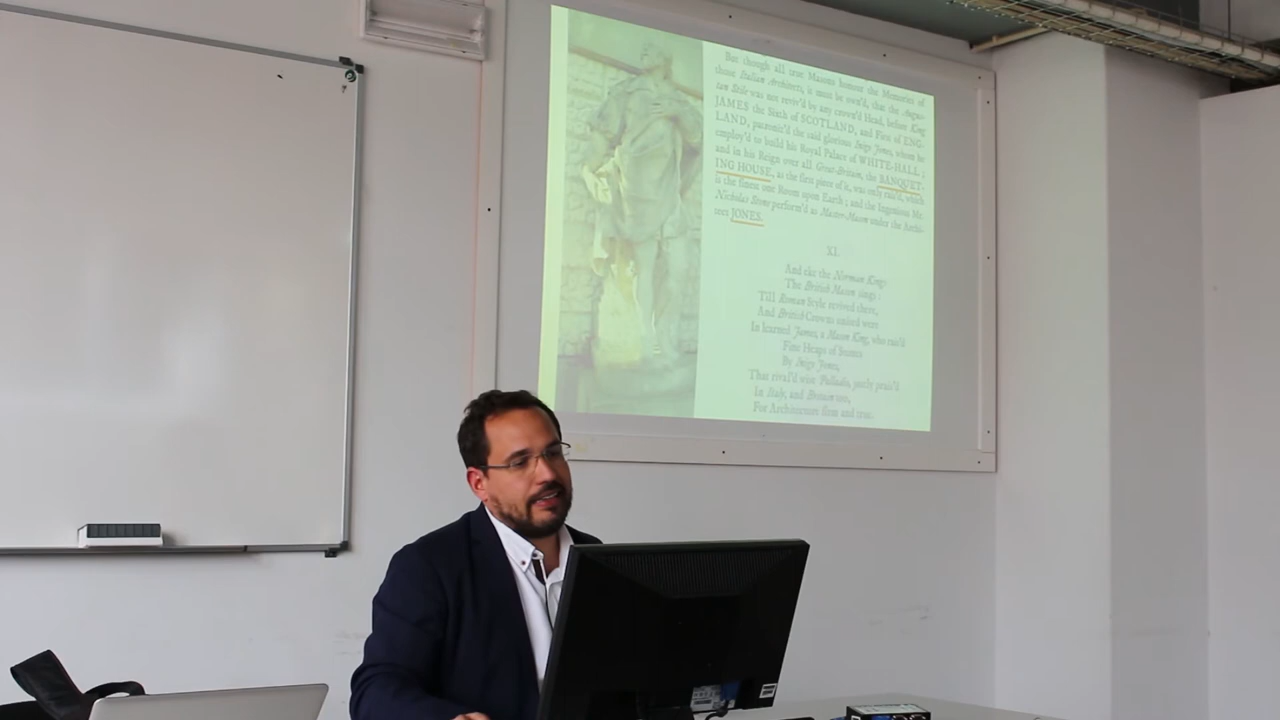 But though all true Masons honour the Memories of
those Italian Architects, it must be own'd, that the Augus-
tan Stile was not reviv'd by any crown'd Head, before King
JAMES the Sixth of SCOTLAND, and First of ENG-
LAND, patroniz'd the said glorious Inigo Jones, whom he
employ'd to build his Royal Palace of WHITE-HALL;
and in his Reign over all Great-Britain, the BANQUET-
ING HOUSE, as the first piece of it, was only rais'd, which
is the finest one Room upon Earth; and the Ingenious Mr.
Nicholas Stone perform'd as Master-Mason under the Archi-
tect JONES.
XI.
And eke the Norman Kings
The British Mason sings:
Till Roman Style revived there,
And British Crowns united were
In learned James, a Mason King, who rais'd
Fine Heaps of Stones
By Inigo Jones,
That rival'd wise Palladio, justly prais'd
In Italy, and Britain too,
For Architecture firm and true.